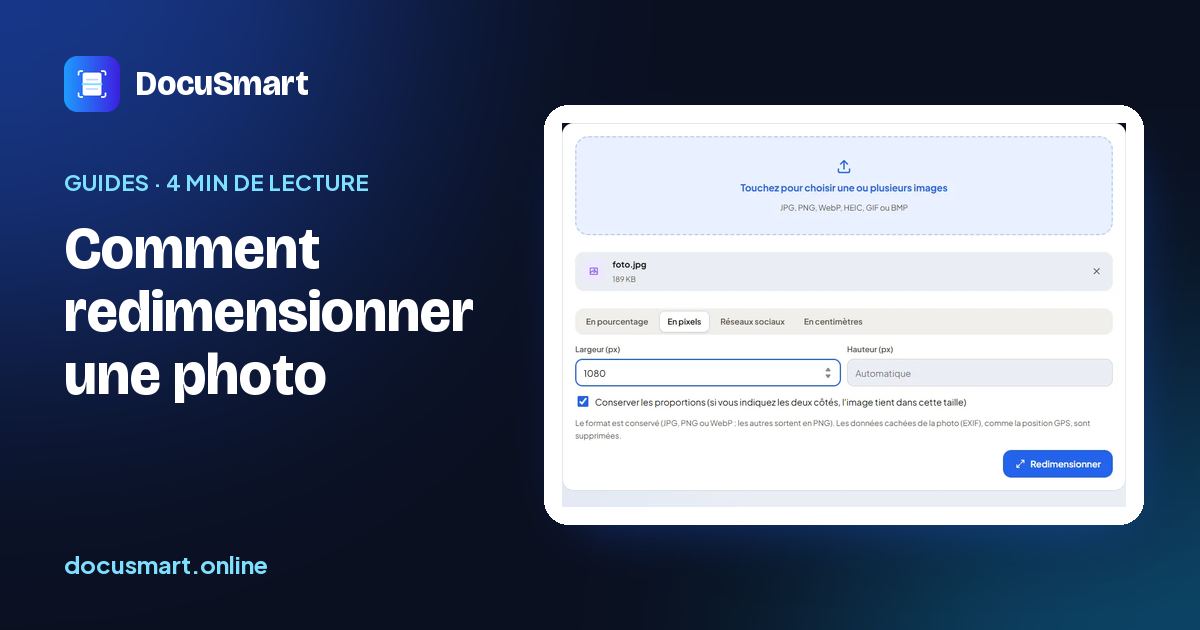 DocuSmart
GUIDES · 4 MIN DE LECTURE
Comment
redimensionner
une photo
docusmart.online
Touchez pour choisir une ou plusieurs images
JPG, PNG, WebP, HEIC, GIF ou BMP
foto.jpg
189 KB
En pourcentage
En pixels
Réseaux sociaux
En centimètres
Largeur (px)
Hauteur (px)
1080
Automatique
Conserver les proportions (si vous indiquez les deux côtés, l'image tient dans cette taille)
Le format est conservé (JPG, PNG ou WebP ; les autres sortent en PNG). Les données cachées de la photo (EXIF), comme la position GPS, sont
supprimées.
Redimensionner